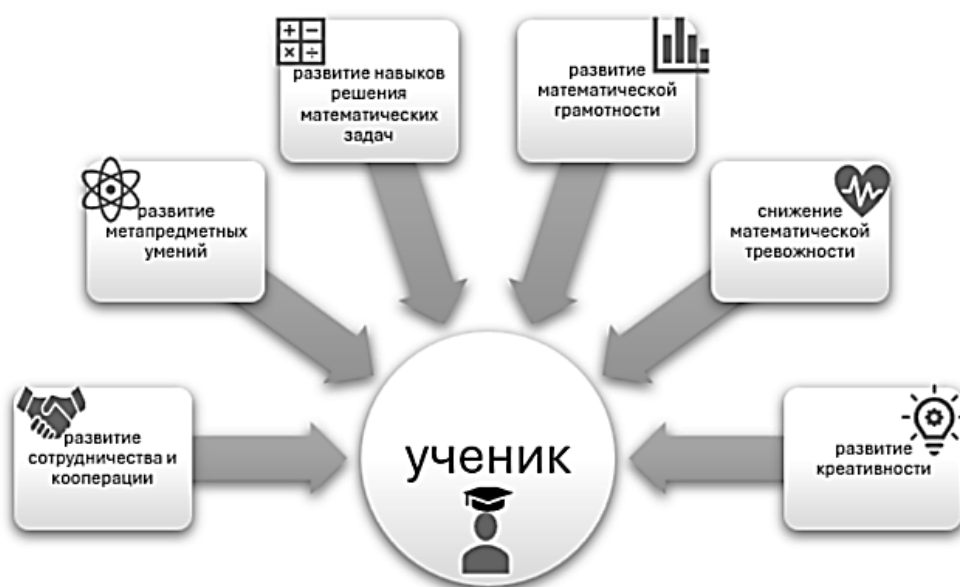 развитие навыков
решения
математических
задач
развитие
математической
грамотности
развитие
метапредметных
умений
снижение
математической
тревожности
развитие
сотрудничества и
кооперации
ученик
развитие
креативности